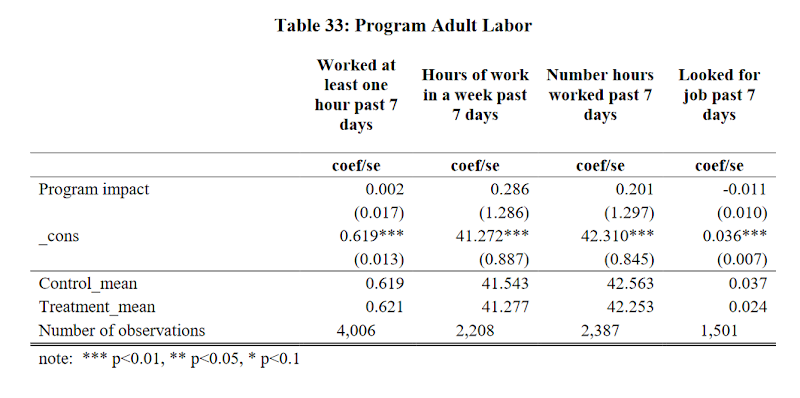 Table 33: Program Adult Labor
Worked at least one hour past 7 days Hours of work in a week past 7 days Number hours worked past 7 days Looked for job past 7 days
coef/se coef/se coef/se coef/se
Program impact 0.002 0.286 0.201 -0.011
(0.017) (1.286) (1.297) (0.010)
_cons 0.619*** 41.272*** 42.310*** 0.036***
(0.013) (0.887) (0.845) (0.007)
Control_mean 0.619 41.543 42.563 0.037
Treatment_mean 0.621 41.277 42.253 0.024
Number of observations 4,006 2,208 2,387 1,501
note: *** p<0.01, ** p<0.05, * p<0.1